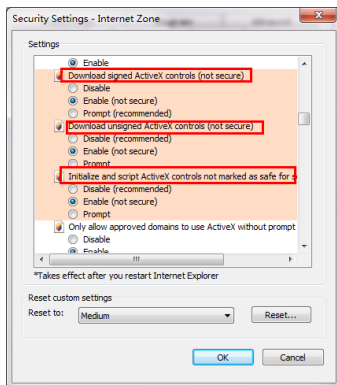 Security Settings - Internet Zone
Settings
Enable
Download signed ActiveX controls (not secure)
Disable
Enable (not secure)
Prompt (recommended)
Download unsigned ActiveX controls (not secure)
Disable (recommended)
Enable (not secure)
Prompt
Initialize and script ActiveX controls not marked as safe for s
Disable (recommended)
Enable (not secure)
Prompt
Only allow approved domains to use ActiveX without prompt
Disable
Enable
*Takes effect after you restart Internet Explorer
Reset custom settings
Reset to: Medium Reset...
OK Cancel